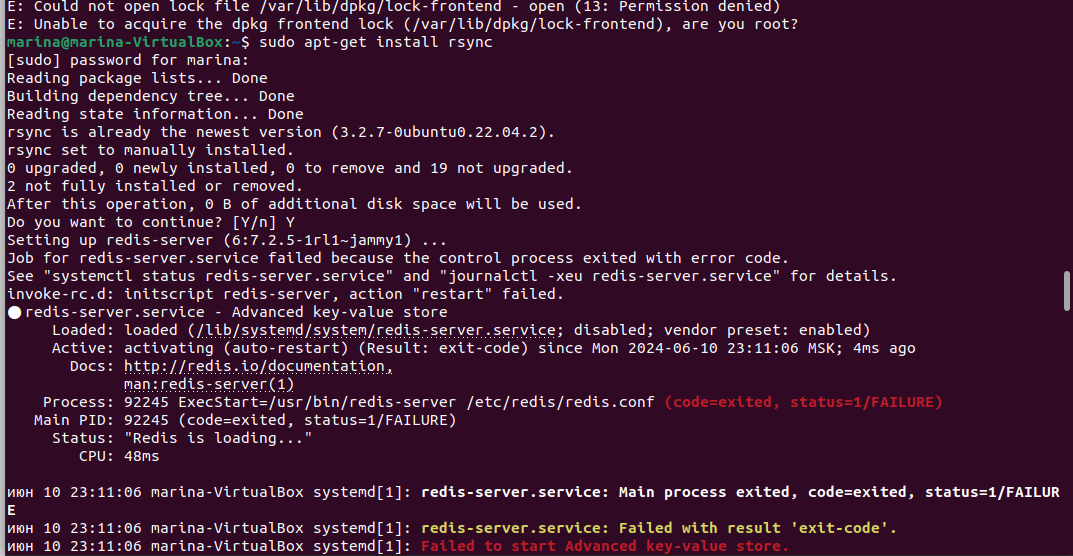 E: Could not open lock file /var/lib/dpkg/lock-frontend - open (13: Permission denied)
E: Unable to acquire the dpkg frontend lock (/var/lib/dpkg/lock-frontend), are you root?
marina@marina-VirtualBox:~$ sudo apt-get install rsync
[sudo] password for marina:
Reading package lists... Done
Building dependency tree... Done
Reading state information... Done
rsync is already the newest version (3.2.7-0ubuntu0.22.04.2).
rsync set to manually installed.
0 upgraded, 0 newly installed, 0 to remove and 19 not upgraded.
2 not fully installed or removed.
After this operation, 0 B of additional disk space will be used.
Do you want to continue? [Y/n] Y
Setting up redis-server (6:7.2.5-1rl1~jammy1) ...
Job for redis-server.service failed because the control process exited with error code.
See "systemctl status redis-server.service" and "journalctl -xeu redis-server.service" for details.
invoke-rc.d: initscript redis-server, action "restart" failed.
● redis-server.service - Advanced key-value store
Loaded: loaded (/lib/systemd/system/redis-server.service; disabled; vendor preset: enabled)
Active: activating (auto-restart) (Result: exit-code) since Mon 2024-06-10 23:11:06 MSK; 4ms ago
Docs: http://redis.io/documentation,
man:redis-server(1)
Process: 92245 ExecStart=/usr/bin/redis-server /etc/redis/redis.conf (code=exited, status=1/FAILURE)
Main PID: 92245 (code=exited, status=1/FAILURE)
Status: "Redis is loading..."
CPU: 48ms
июн 10 23:11:06 marina-VirtualBox systemd[1]: redis-server.service: Main process exited, code=exited, status=1/FAILUR
E
июн 10 23:11:06 marina-VirtualBox systemd[1]: redis-server.service: Failed with result 'exit-code'.
июн 10 23:11:06 marina-VirtualBox systemd[1]: Failed to start Advanced key-value store.